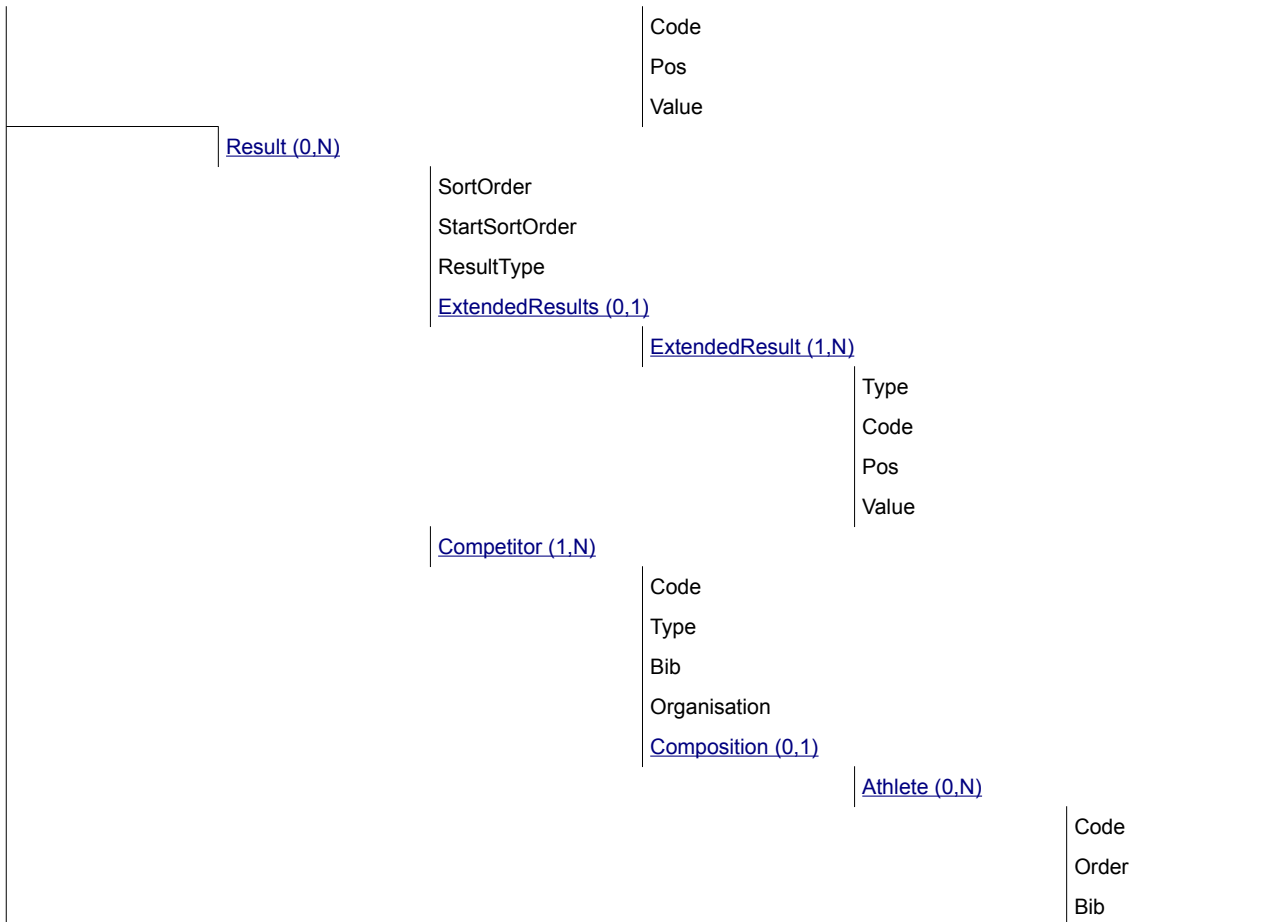 Code
Pos
Value
Result (0,N)
SortOrder
StartSortOrder
ResultType
ExtendedResults (0,1)
ExtendedResult (1,N)
Type
Code
Pos
Value
Competitor (1,N)
Code
Type
Bib
Organisation
Composition (0,1)
Athlete (0,N)
Code
Order
Bib